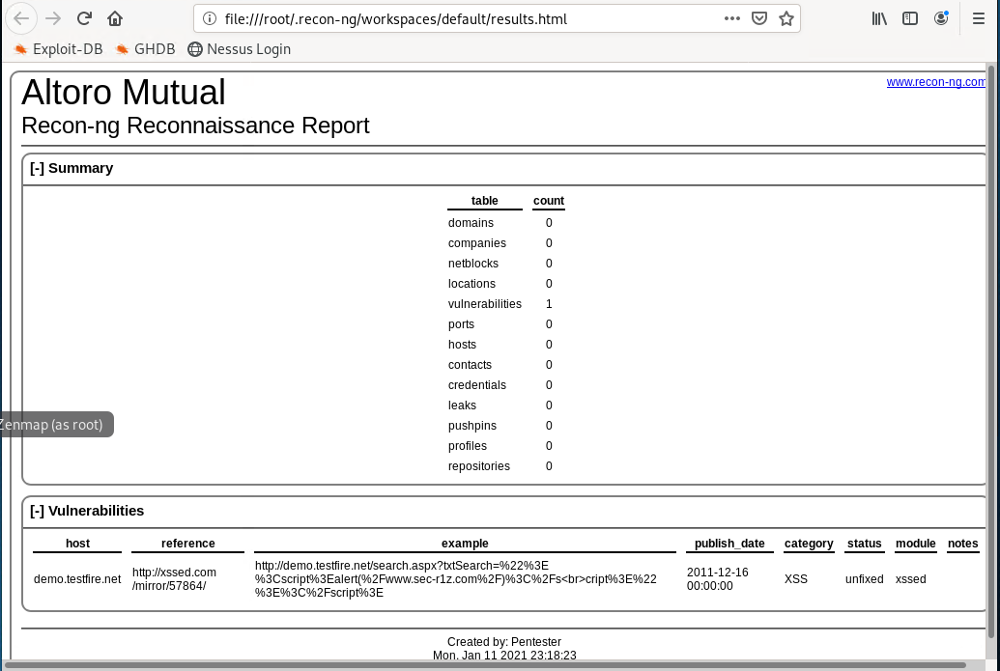 file:///root/.recon-ng/workspaces/default/results.html
Exploit-DB GHDB Nessus Login
Altoro Mutual
www.recon-ng.com
Recon-ng Reconnaissance Report
[-] Summary
table count
domains 0
companies 0
netblocks 0
locations 0
vulnerabilities 1
ports 0
hosts 0
contacts 0
credentials 0
leaks 0
Zenmap (as root)
pushpins 0
profiles 0
repositories 0
[-] Vulnerabilities
host reference example publish_date category status module notes
demo.testfire.net http://xssed.com
/mirror/57864/
http://demo.testfire.net/search.aspx?txtSearch=%22%3E
%3Cscript%3Ealert(%2Fwww.sec-r1z.com%2F)%3C%2Fs<br>cript%3E%22
%3E%3C%2Fscript%3E
2011-12-16
00:00:00
XSS unfixed xssed
Created by: Pentester
Mon, Jan 11 2021 23:18:23